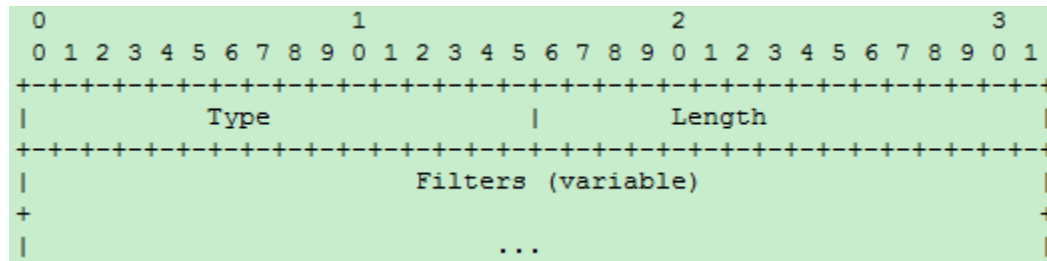 0                   1                   2                   3
0 1 2 3 4 5 6 7 8 9 0 1 2 3 4 5 6 7 8 9 0 1 2 3 4 5 6 7 8 9 0 1
+-+-+-+-+-+-+-+-+-+-+-+-+-+-+-+-+-+-+-+-+-+-+-+-+-+-+-+-+-+-+-+-+
|           Type                |        Length                 |
+-+-+-+-+-+-+-+-+-+-+-+-+-+-+-+-+-+-+-+-+-+-+-+-+-+-+-+-+-+-+-+-+
|                        Filters (variable)                     |
+                                                               +
|                             ...                               |